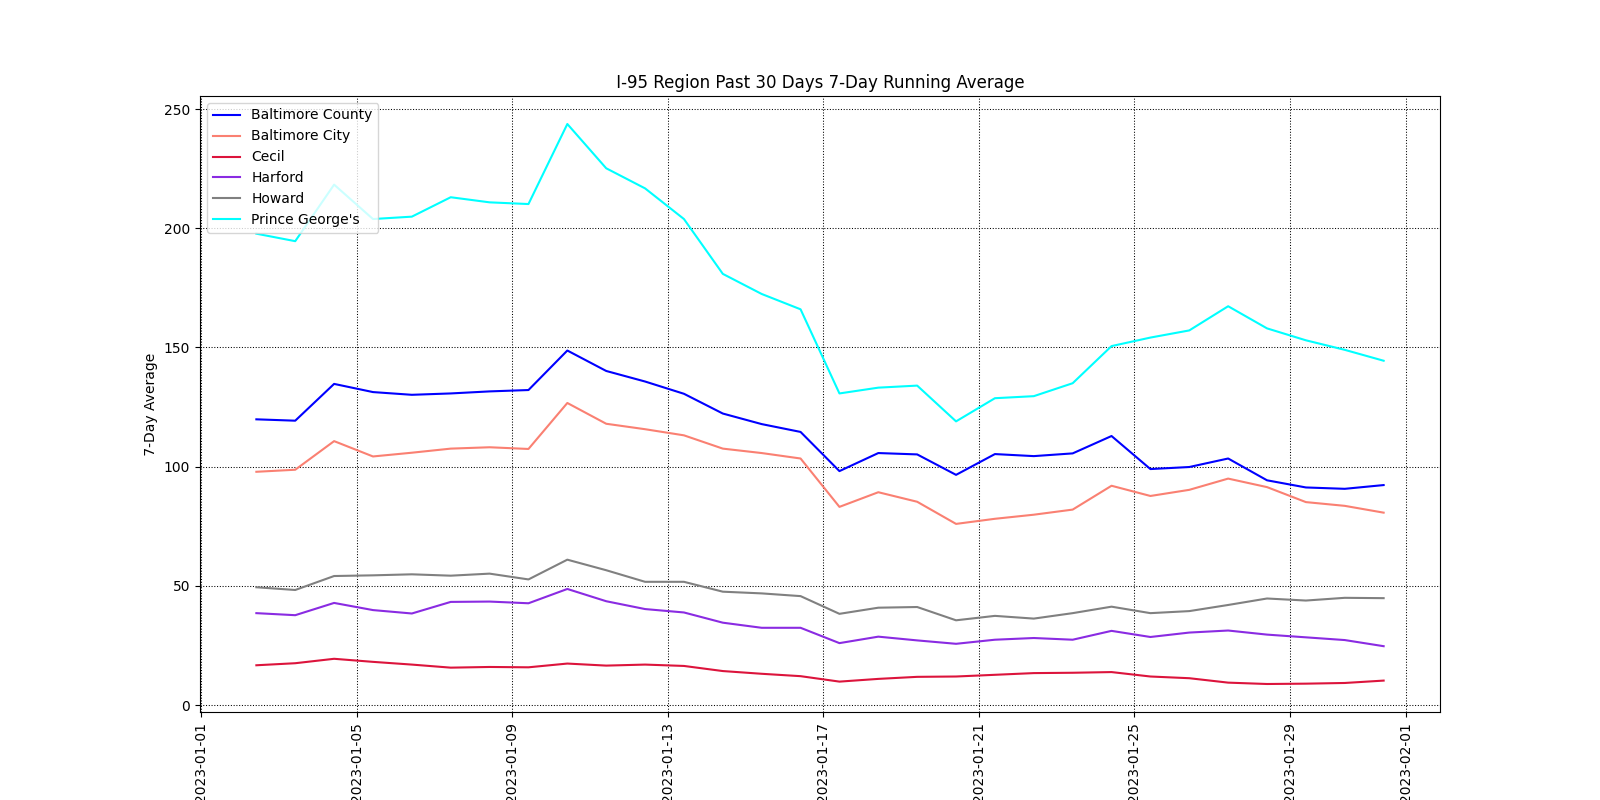 I-95 Region Past 30 Days 7-Day Running Average
250
200
150
100
50
0
7-Day Average
Baltimore County
Baltimore City
Cecil
Harford
Howard
Prince George's
2023-01-01
2023-01-05
2023-01-09
2023-01-13
2023-01-17
2023-01-21
2023-01-25
2023-01-29
2023-02-01